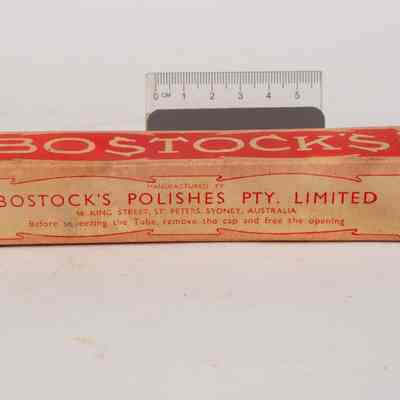 0 CM 1 2 3 4 5
BOSTOCK'S
MANUFACTURED BY
BOSTOCK'S POLISHES PTY. LIMITED
KING STREET, ST. PETERS, SYDNEY, AUSTRALIA
Before squeezing the Tube, remove the cap and free the opening